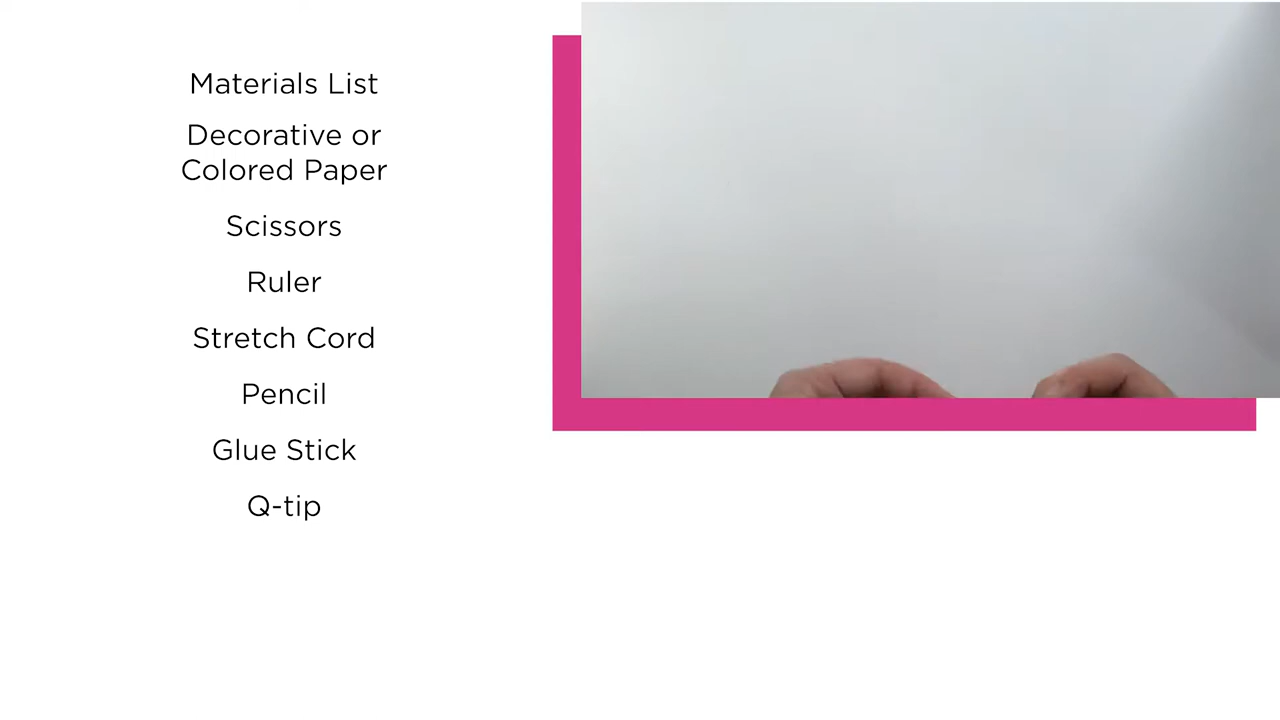 Materials List
Decorative or
Colored Paper
Scissors
Ruler
Stretch Cord
Pencil
Glue Stick
Q-tip